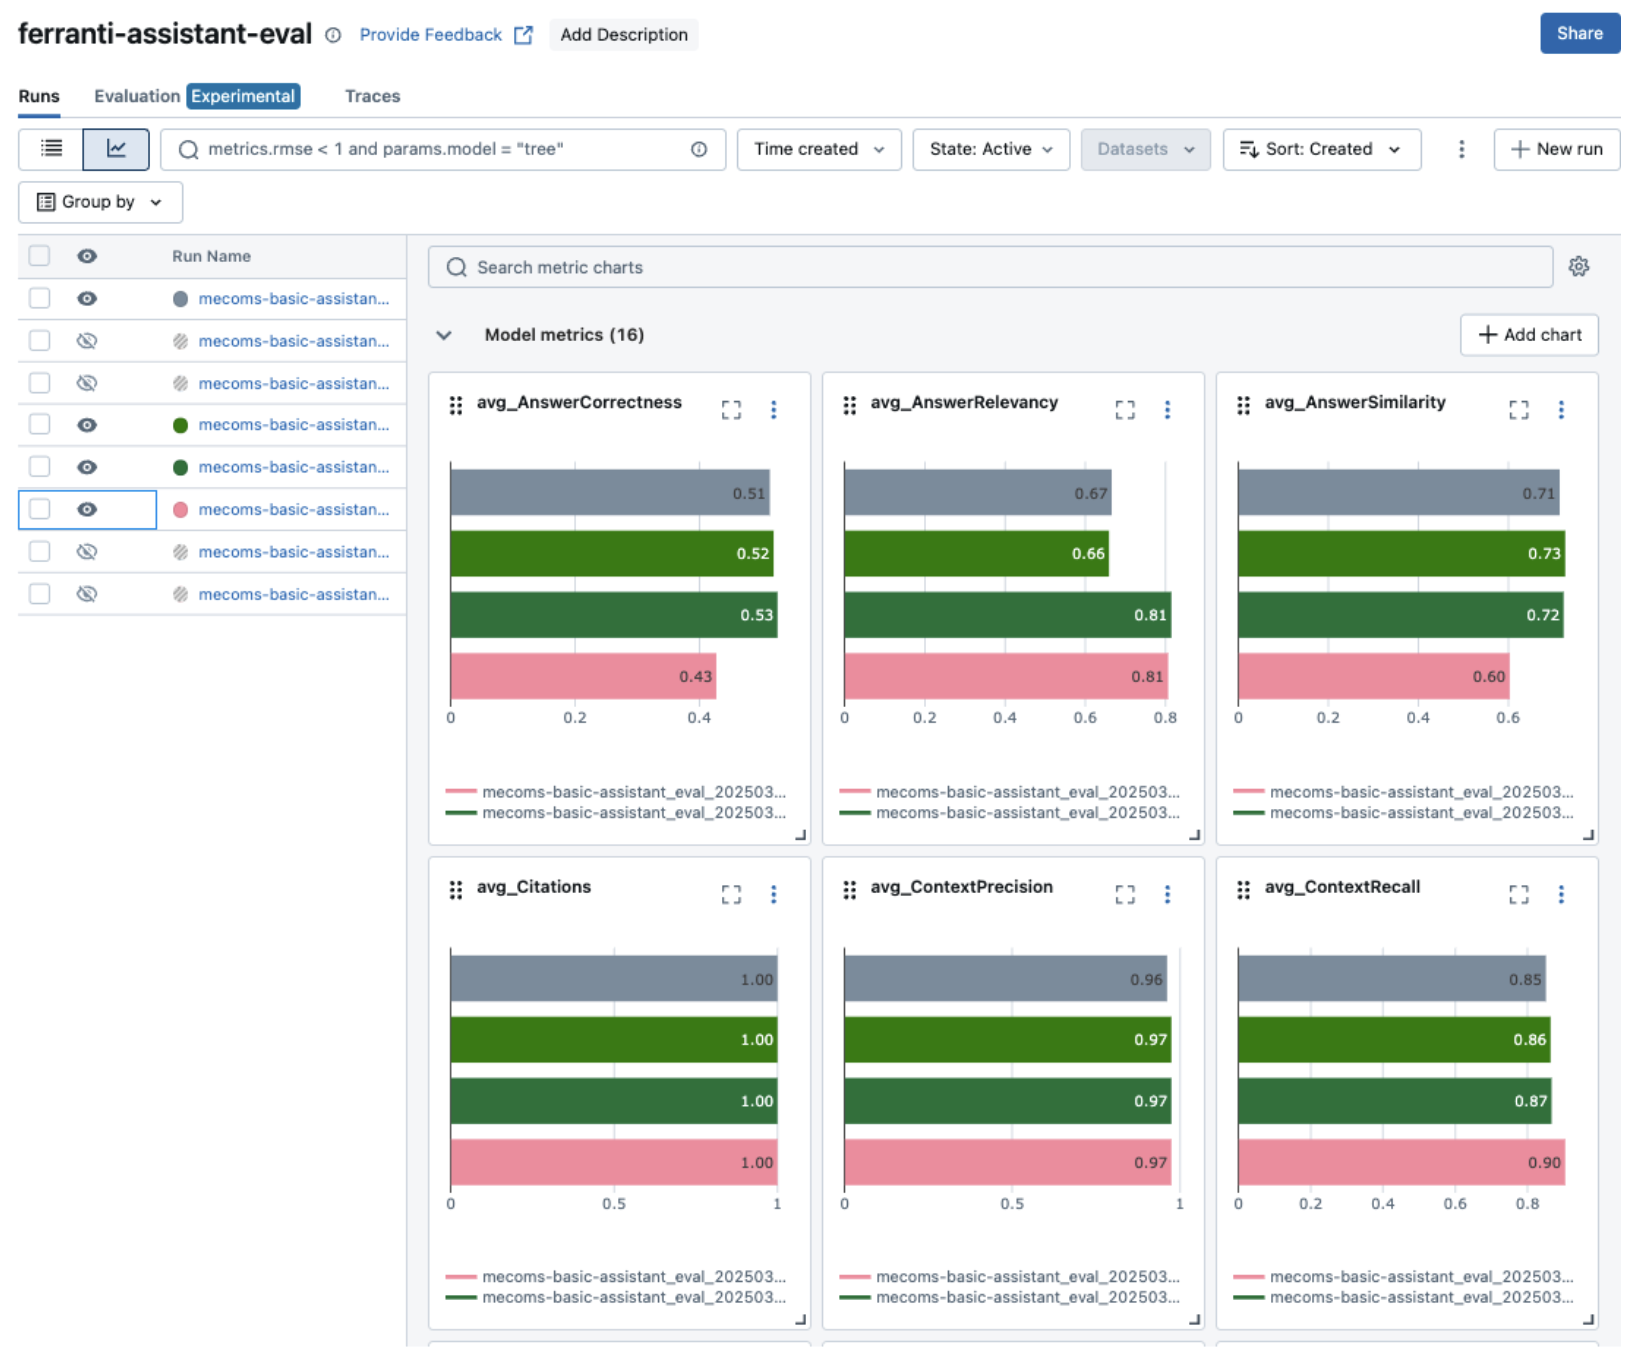 ferranti-assistant-eval Provide Feedback Add Description Share
Runs Evaluation Experimental Traces
metrics.rmse < 1 and params.model = "tree" Time created State: Active Datasets Sort: Created New run
Group by
Run Name
mecoms-basic-assistan...
mecoms-basic-assistan...
mecoms-basic-assistan...
mecoms-basic-assistan...
mecoms-basic-assistan...
mecoms-basic-assistan...
mecoms-basic-assistan...
mecoms-basic-assistan...
Search metric charts
Model metrics (16) Add chart
avg_AnswerCorrectness
0.51
0.52
0.53
0.43
0 0.2 0.4
mecoms-basic-assistant_eval_202503...
mecoms-basic-assistant_eval_202503...
avg_AnswerRelevancy
0.67
0.66
0.81
0.81
0 0.2 0.4 0.6 0.8
mecoms-basic-assistant_eval_202503...
mecoms-basic-assistant_eval_202503...
avg_AnswerSimilarity
0.71
0.73
0.72
0.60
0 0.2 0.4 0.6
mecoms-basic-assistant_eval_202503...
mecoms-basic-assistant_eval_202503...
avg_Citations
1.00
1.00
1.00
1.00
0 0.5 1
mecoms-basic-assistant_eval_202503...
mecoms-basic-assistant_eval_202503...
avg_ContextPrecision
0.96
0.97
0.97
0.97
0 0.5 1
mecoms-basic-assistant_eval_202503...
mecoms-basic-assistant_eval_202503...
avg_ContextRecall
0.85
0.86
0.87
0.90
0 0.2 0.4 0.6 0.8
mecoms-basic-assistant_eval_202503...
mecoms-basic-assistant_eval_202503...